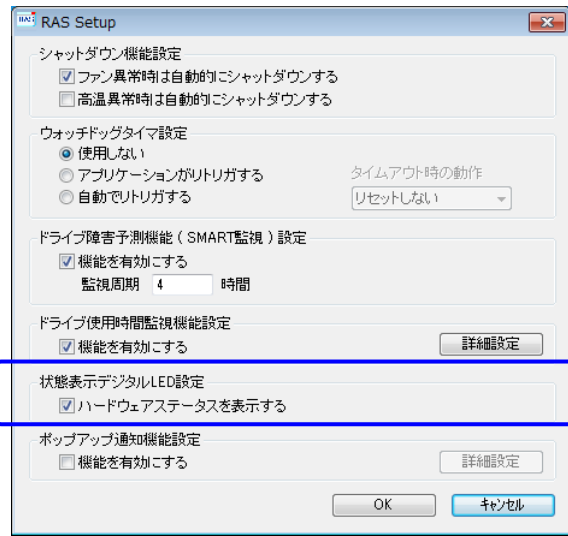 RAS RAS Setup
シャットダウン機能設定
ファン異常時は自動的にシャットダウンする
高温異常時は自動的にシャットダウンする
ウォッチドッグタイマ設定
使用しない
アプリケーションがリトリガする
タイムアウト時の動作
自動でリトリガする
リセットしない
ドライブ障害予測機能 ( SMART監視 ) 設定
機能を有効にする
監視周期 4 時間
ドライブ使用時間監視機能設定
機能を有効にする
詳細設定
状態表示デジタルLED設定
ハードウェアステータスを表示する
ポップアップ通知機能設定
機能を有効にする
詳細設定
OK キャンセル